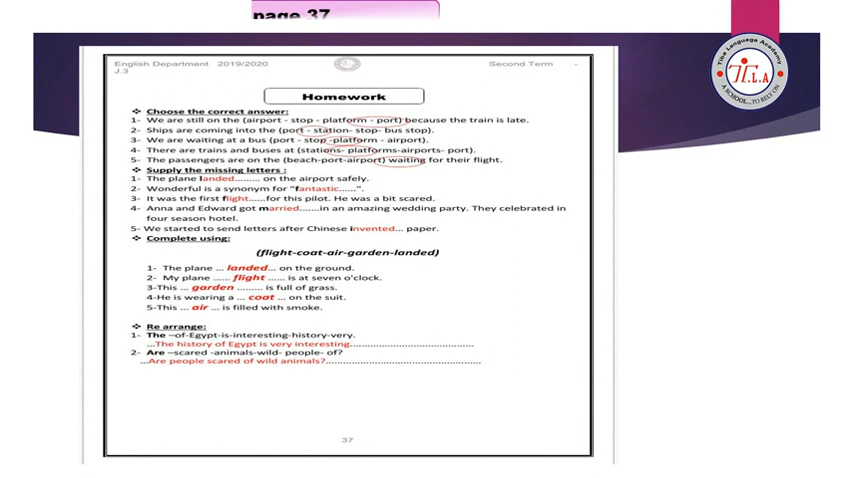 page 37
Tiba Language Academy
T.L.A
A SCHOOL...TO RELY ON
English Department 2019/2020 Second Term -
J.3
Homework
❖ Choose the correct answer:
1- We are still on the (airport - stop - platform - port) because the train is late.
2- Ships are coming into the (port - station- stop- bus stop).
3- We are waiting at a bus (port - stop -platform - airport).
4- There are trains and buses at (stations- platforms-airports- port).
5- The passengers are on the (beach-port-airport) waiting for their flight.
❖ Supply the missing letters :
1- The plane landed......... on the airport safely.
2- Wonderful is a synonym for "fantastic......".
3- It was the first flight......for this pilot. He was a bit scared.
4- Anna and Edward got married.......in an amazing wedding party. They celebrated in
four season hotel.
5- We started to send letters after Chinese invented... paper.
❖ Complete using:
(flight-coat-air-garden-landed)
1- The plane ... landed... on the ground.
2- My plane ...... flight ...... is at seven o'clock.
3-This ... garden ......... is full of grass.
4-He is wearing a ... coat ... on the suit.
5-This ... air ... is filled with smoke.
❖ Re arrange:
1- The –of-Egypt-is-interesting-history-very.
...The history of Egypt is very interesting.......................................
2- Are –scared -animals-wild- people- of?
...Are people scared of wild animals?.................................................
37